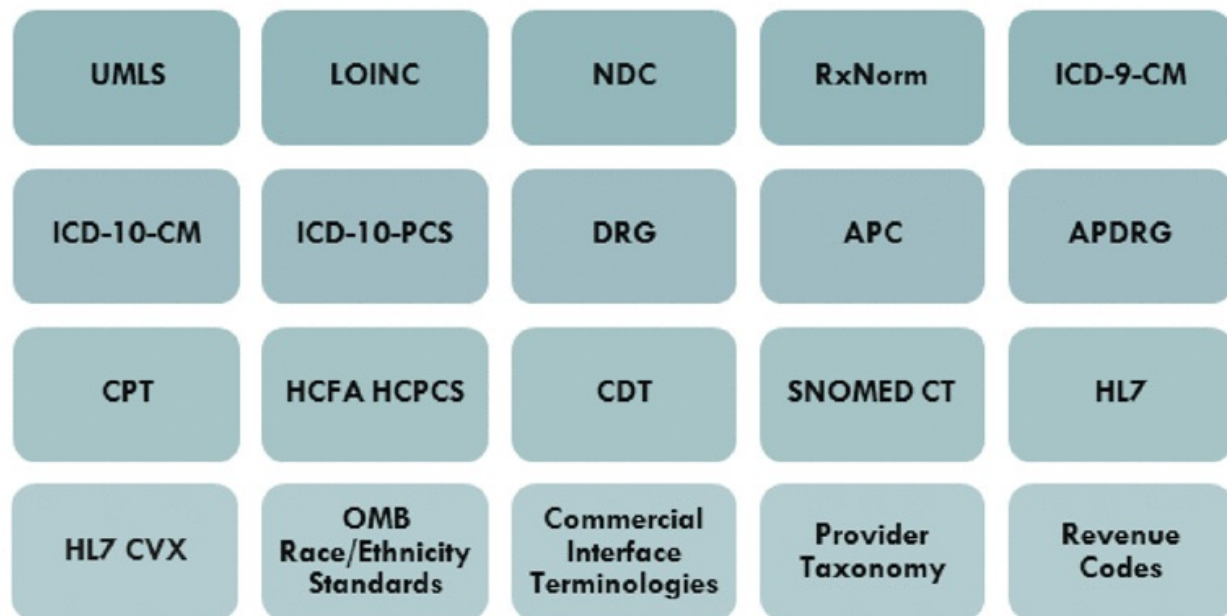 UMLS
LOINC
NDC
RxNorm
ICD-9-CM
ICD-10-CM
ICD-10-PCS
DRG
APC
APDRG
CPT
HCFA HCPCS
CDT
SNOMED CT
HL7
HL7 CVX
OMB
Race/Ethnicity
Standards
Commercial
Interface
Terminologies
Provider
Taxonomy
Revenue
Codes